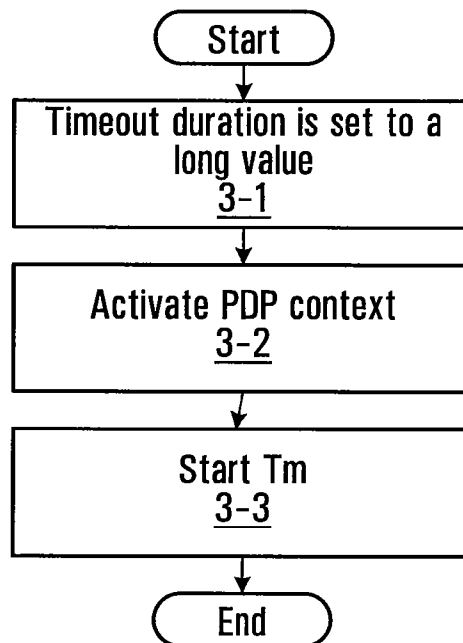 Start
Timeout duration is set to a
long value
3-1
Activate PDP context
3-2
Start Tm
3-3
End